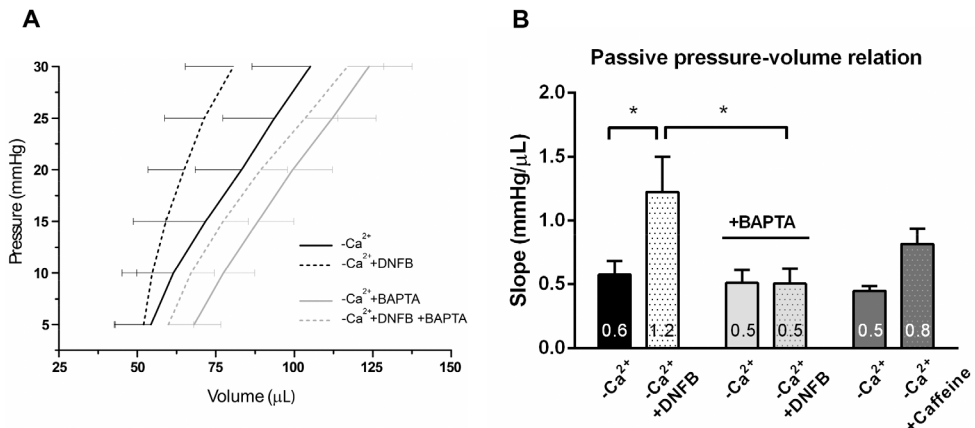 A
Pressure (mmHg)
30
25
20
15
10
5
25
50
75
100
125
150
Volume (μL)
-Ca²⁺
-Ca²⁺+DNFB
-Ca²⁺+BAPTA
-Ca²⁺+DNFB +BAPTA
B
Passive pressure-volume relation
Slope (mmHg/μL)
2.0
1.5
1.0
0.5
0.0
*
*
+BAPTA
0.6
1.2
0.5
0.5
0.5
0.8
-Ca²⁺
-Ca²⁺
+DNFB
-Ca²⁺
-Ca²⁺
+DNFB
-Ca²⁺
-Ca²⁺
+Caffeine